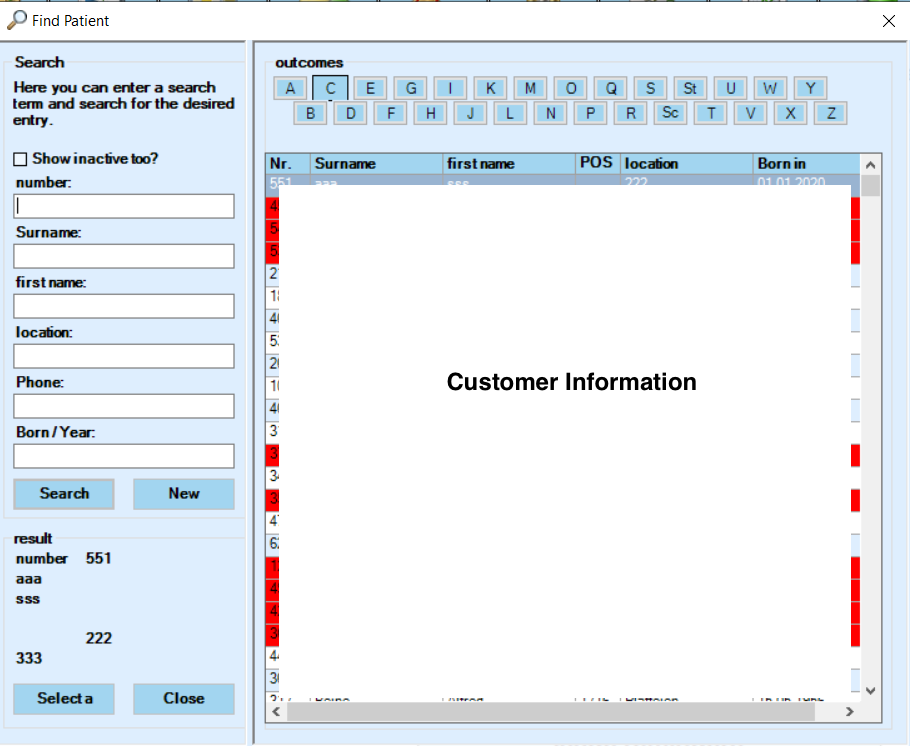 Find Patient
Search
Here you can enter a search
term and search for the desired
entry.
Show inactive too?
number:
Surname:
first name:
location:
Phone:
Born / Year:
Search New
result
number 551
aaa
sss
222
333
Select a Close
outcomes
A C E G I K M O Q S St U W Y
B D F H J L N P R Sc T V X Z
Nr. Surname first name POS location Born in
551 aaa sss 222 01.01.2020
Customer Information